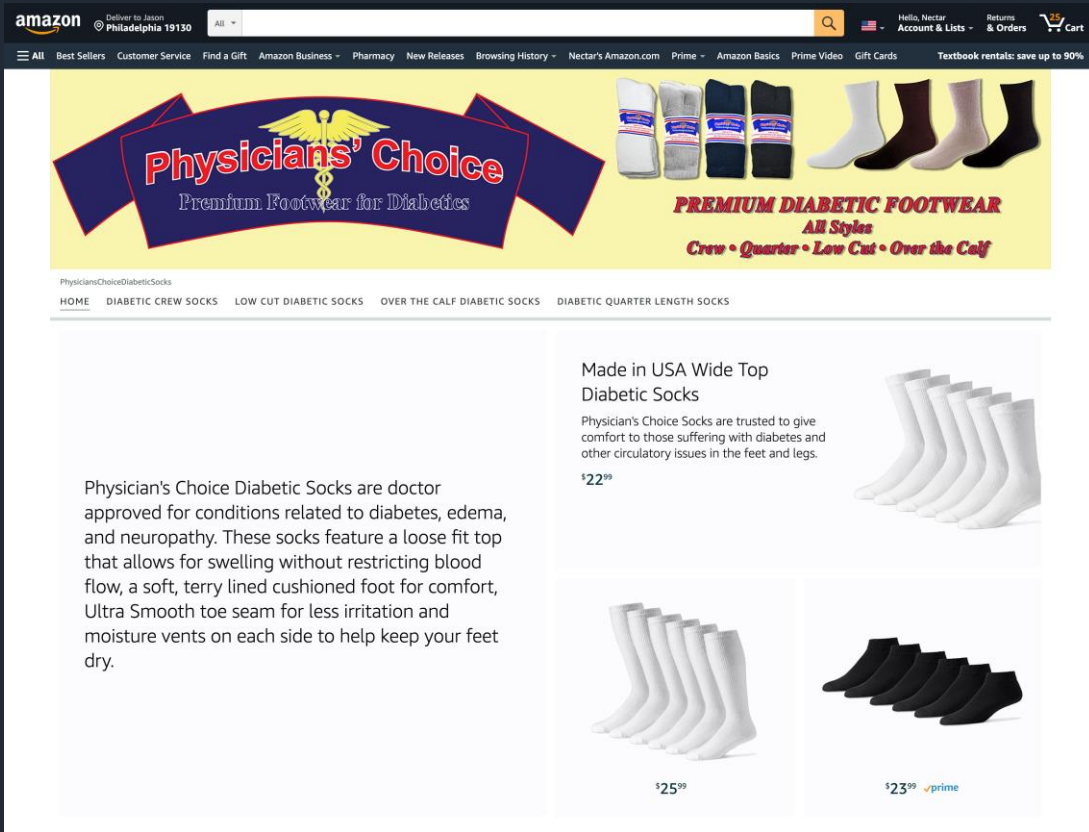 amazon
Deliver to Jason
Philadelphia 19130
All
Hello, Nectar
Account & Lists
Returns
& Orders
25
Cart
All Best Sellers Customer Service Find a Gift Amazon Business Pharmacy New Releases Browsing History Nectar's Amazon.com Prime Amazon Basics Prime Video Gift Cards Textbook rentals: save up to 90%
Physicians' Choice
Premium Footwear for Diabetics
PREMIUM DIABETIC FOOTWEAR
All Styles
Crew • Quarter • Low Cut • Over the Calf
PhysiciansChoiceDiabeticSocks
HOME DIABETIC CREW SOCKS LOW CUT DIABETIC SOCKS OVER THE CALF DIABETIC SOCKS DIABETIC QUARTER LENGTH SOCKS
Physician's Choice Diabetic Socks are doctor
approved for conditions related to diabetes, edema,
and neuropathy. These socks feature a loose fit top
that allows for swelling without restricting blood
flow, a soft, terry lined cushioned foot for comfort,
Ultra Smooth toe seam for less irritation and
moisture vents on each side to help keep your feet
dry.
Made in USA Wide Top
Diabetic Socks
Physician's Choice Socks are trusted to give
comfort to those suffering with diabetes and
other circulatory issues in the feet and legs.
$22⁹⁹
$25⁹⁹
$23⁹⁹ prime